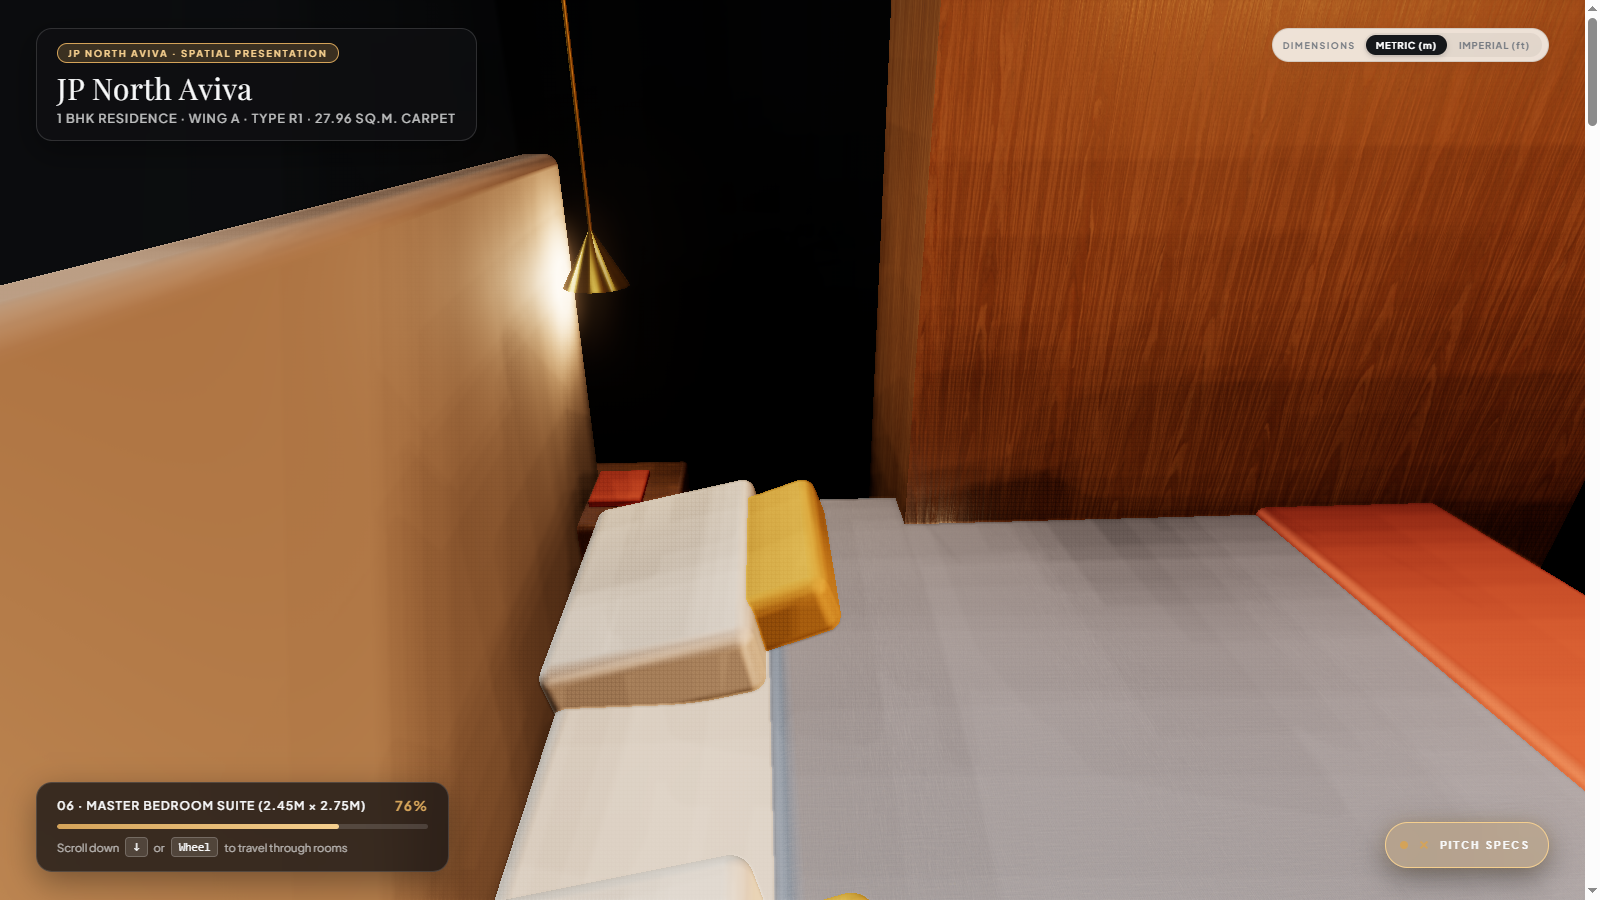 JP NORTH AVIVA · SPATIAL PRESENTATION
JP North Aviva
1 BHK RESIDENCE · WING A · TYPE R1 · 27.96 SQ.M. CARPET
DIMENSIONS METRIC (m) IMPERIAL (ft)
06 · MASTER BEDROOM SUITE (2.45M × 2.75M) 76%
Scroll down ↓ or Wheel to travel through rooms
PITCH SPECS